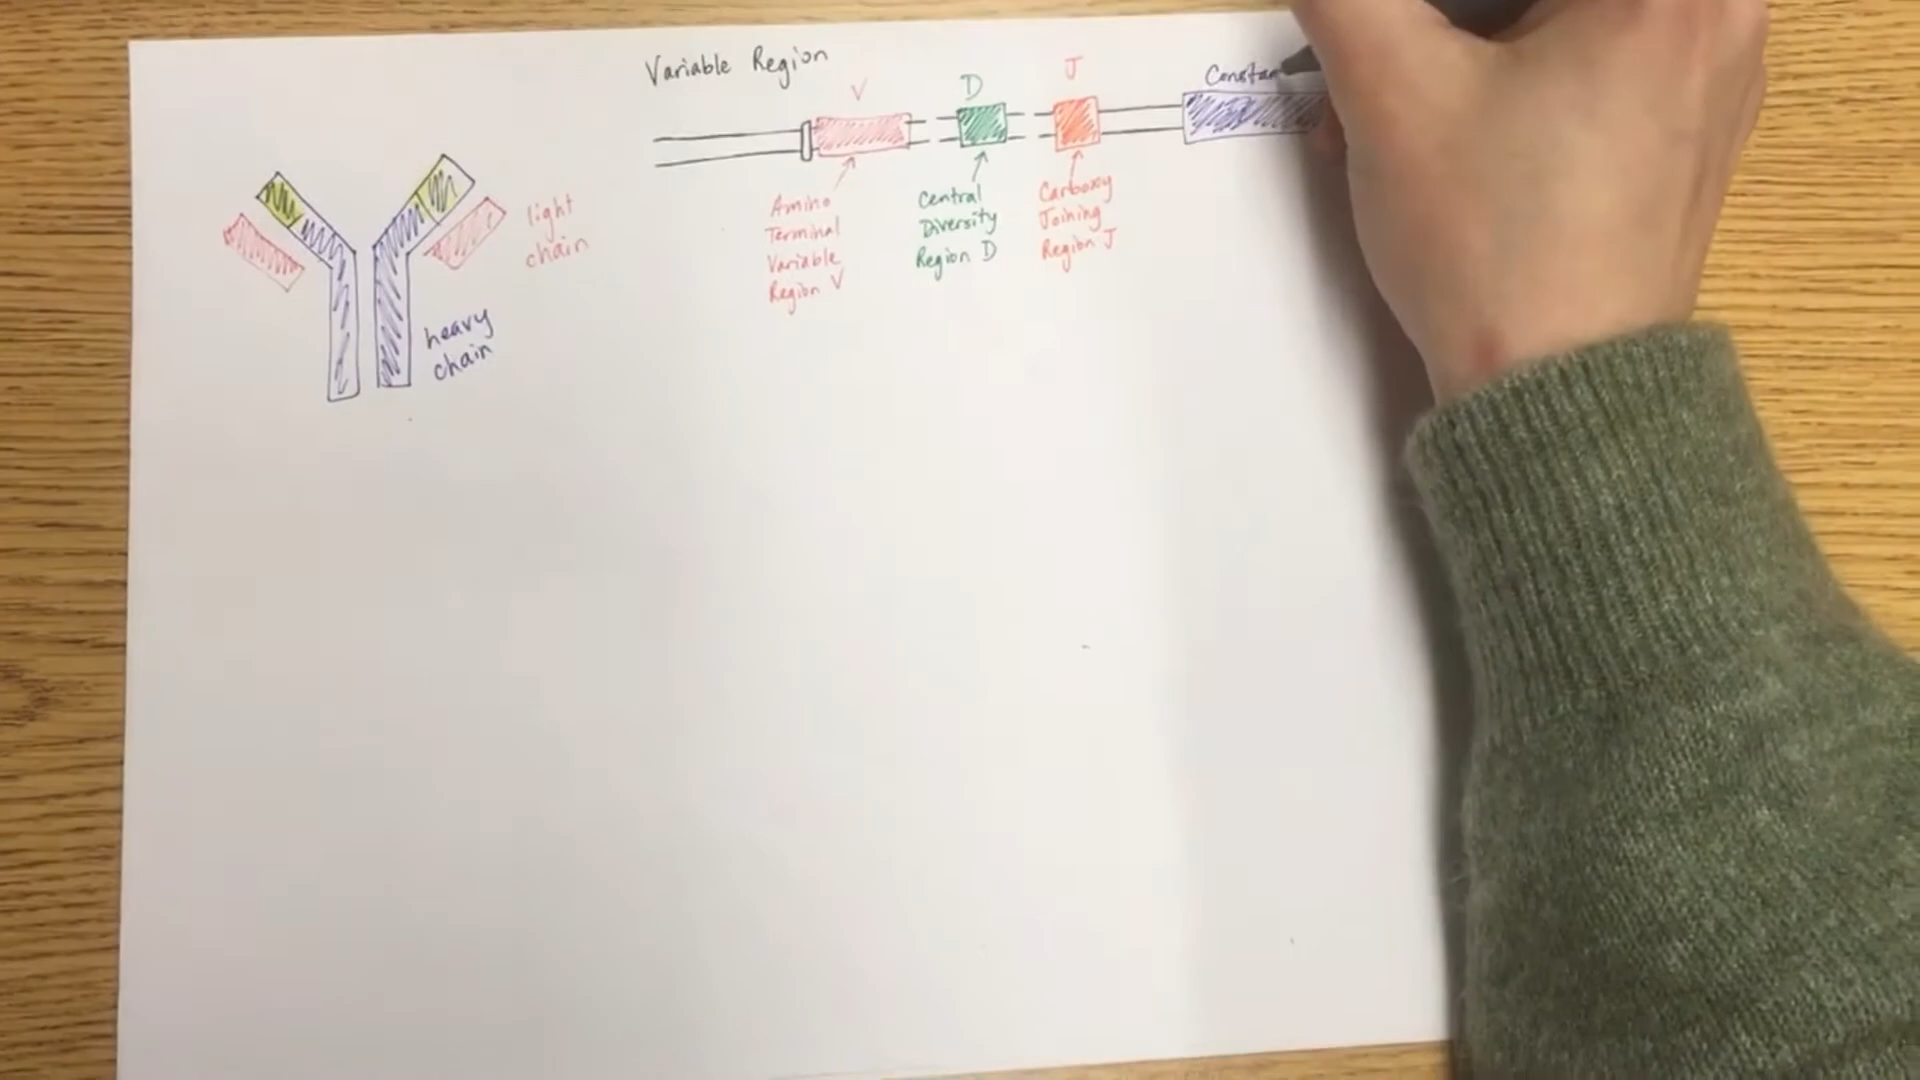 Variable Region
V
D
J
Constan
Amino
Terminal
Variable
Region V
Central
Diversity
Region D
Carboxy
Joining
Region J
light
chain
heavy
chain